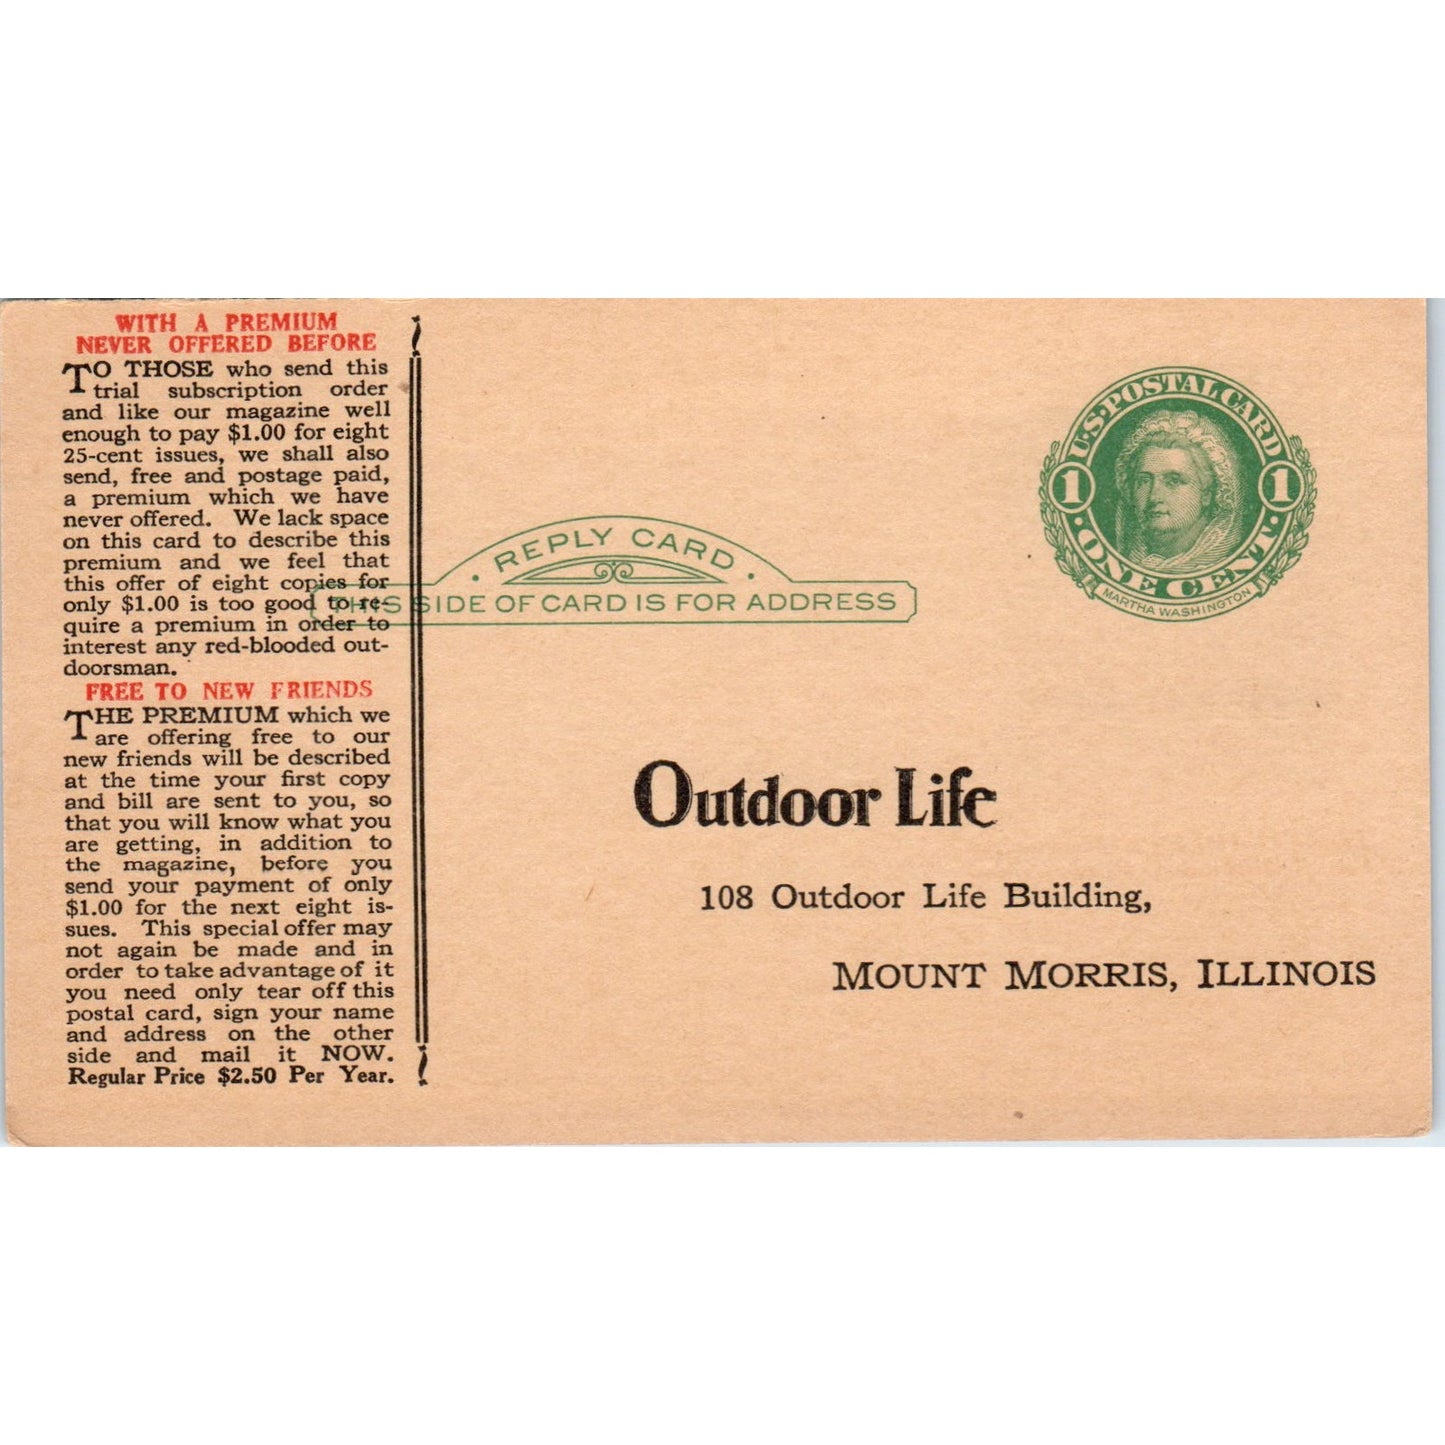 WITH A PREMIUM
NEVER OFFERED BEFORE
TO THOSE who send this
trial subscription order
and like our magazine well
enough to pay $1.00 for eight
25-cent issues, we shall also
send, free and postage paid,
a premium which we have
never offered. We lack space
on this card to describe this
premium and we feel that
this offer of eight copies for
only $1.00 is too good to re-
quire a premium in order to
interest any red-blooded out-
doorsman.
FREE TO NEW FRIENDS
THE PREMIUM which we
are offering free to our
new friends will be described
at the time your first copy
and bill are sent to you, so
that you will know what you
are getting, in addition to
the magazine, before you
send your payment of only
$1.00 for the next eight is-
sues. This special offer may
not again be made and in
order to take advantage of it
you need only tear off this
postal card, sign your name
and address on the other
side and mail it NOW.
Regular Price $2.50 Per Year.
· REPLY CARD ·
THIS SIDE OF CARD IS FOR ADDRESS
U·S·POSTAL CARD
1 1
·ONE CENT·
MARTHA WASHINGTON
Outdoor Life
108 Outdoor Life Building,
MOUNT MORRIS, ILLINOIS